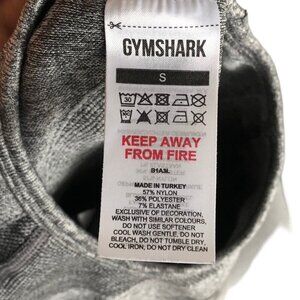 GYMSHARK
S
30
KEEP AWAY
FROM FIRE
B1A3L
MADE IN TURKEY
57% NYLON
36% POLYESTER
7% ELASTANE
EXCLUSIVE OF DECORATION,
WASH WITH SIMILAR COLOURS,
DO NOT USE SOFTENER
COOL WASH GENTLE, DO NOT
BLEACH, DO NOT TUMBLE DRY,
COOL IRON, DO NOT DRY CLEAN